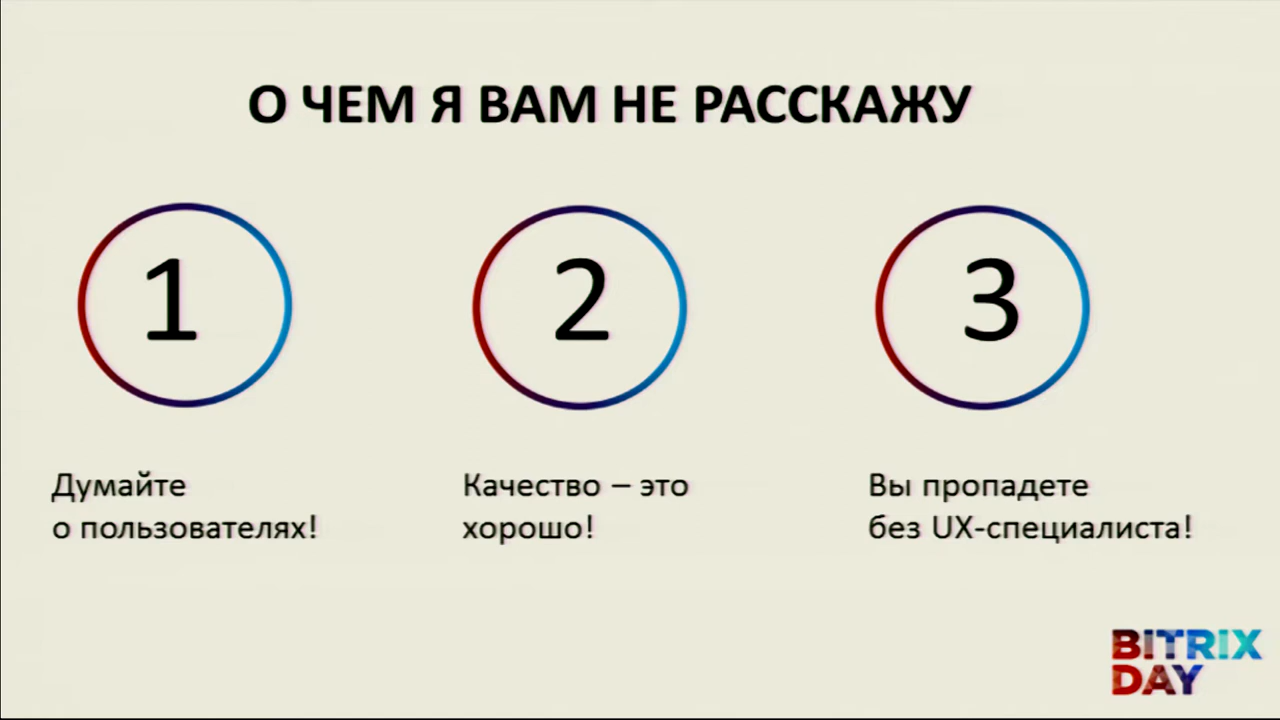 О ЧЕМ Я ВАМ НЕ РАССКАЖУ
1
2
3
Думайте
о пользователях!
Качество – это
хорошо!
Вы пропадете
без UX-специалиста!
BITRIX
DAY